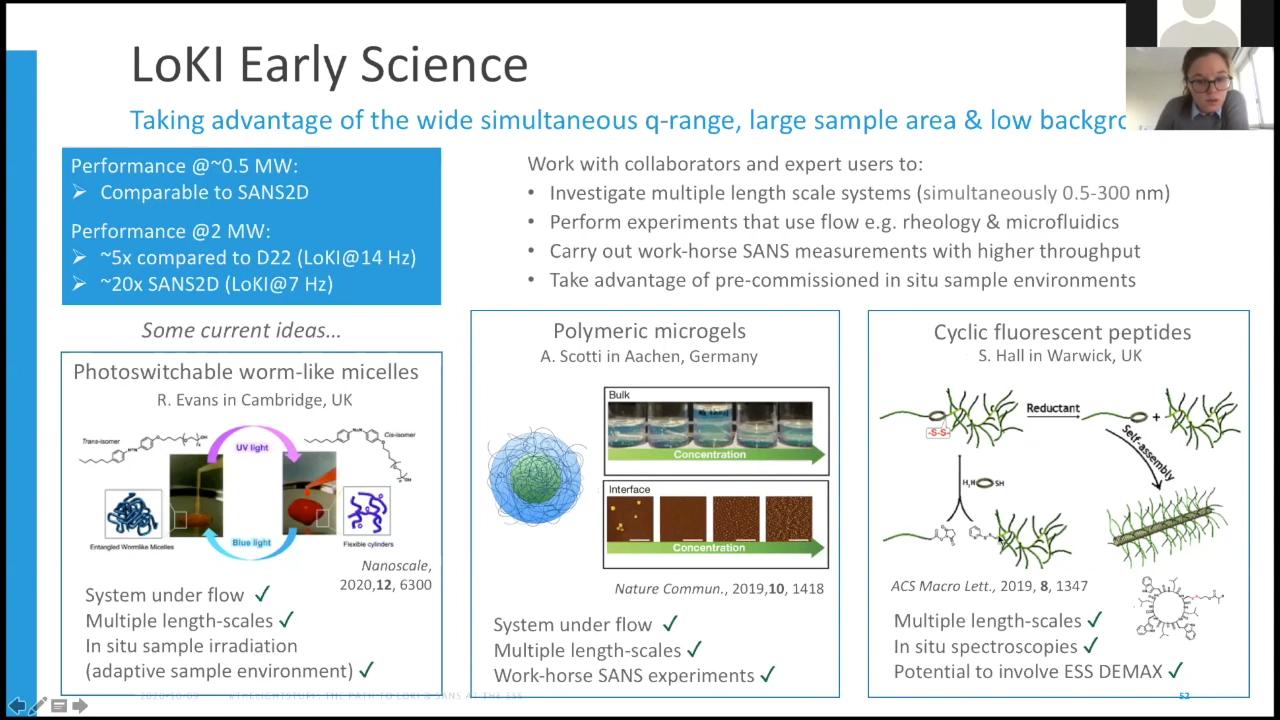 LoKI Early Science
Taking advantage of the wide simultaneous q-range, large sample area & low backgro
Performance @~0.5 MW:
➢ Comparable to SANS2D
Performance @2 MW:
➢ ~5x compared to D22 (LoKI@14 Hz)
➢ ~20x SANS2D (LoKI@7 Hz)
Work with collaborators and expert users to:
• Investigate multiple length scale systems (simultaneously 0.5-300 nm)
• Perform experiments that use flow e.g. rheology & microfluidics
• Carry out work-horse SANS measurements with higher throughput
• Take advantage of pre-commissioned in situ sample environments
Some current ideas...
Photoswitchable worm-like micelles
R. Evans in Cambridge, UK
Trans-isomer
UV light
Cis-isomer
Entangled Wormlike Micelles
Blue light
Flexible cylinders
Nanoscale,
2020,12, 6300
System under flow ✓
Multiple length-scales ✓
In situ sample irradiation
(adaptive sample environment) ✓
Polymeric microgels
A. Scotti in Aachen, Germany
Bulk
Concentration
Interface
Concentration
Nature Commun., 2019,10, 1418
System under flow ✓
Multiple length-scales ✓
Work-horse SANS experiments ✓
Cyclic fluorescent peptides
S. Hall in Warwick, UK
-S-S-
Reductant
+
Self-assembly
H₂N SH
ACS Macro Lett., 2019, 8, 1347
Multiple length-scales ✓
In situ spectroscopies ✓
Potential to involve ESS DEMAX ✓
52